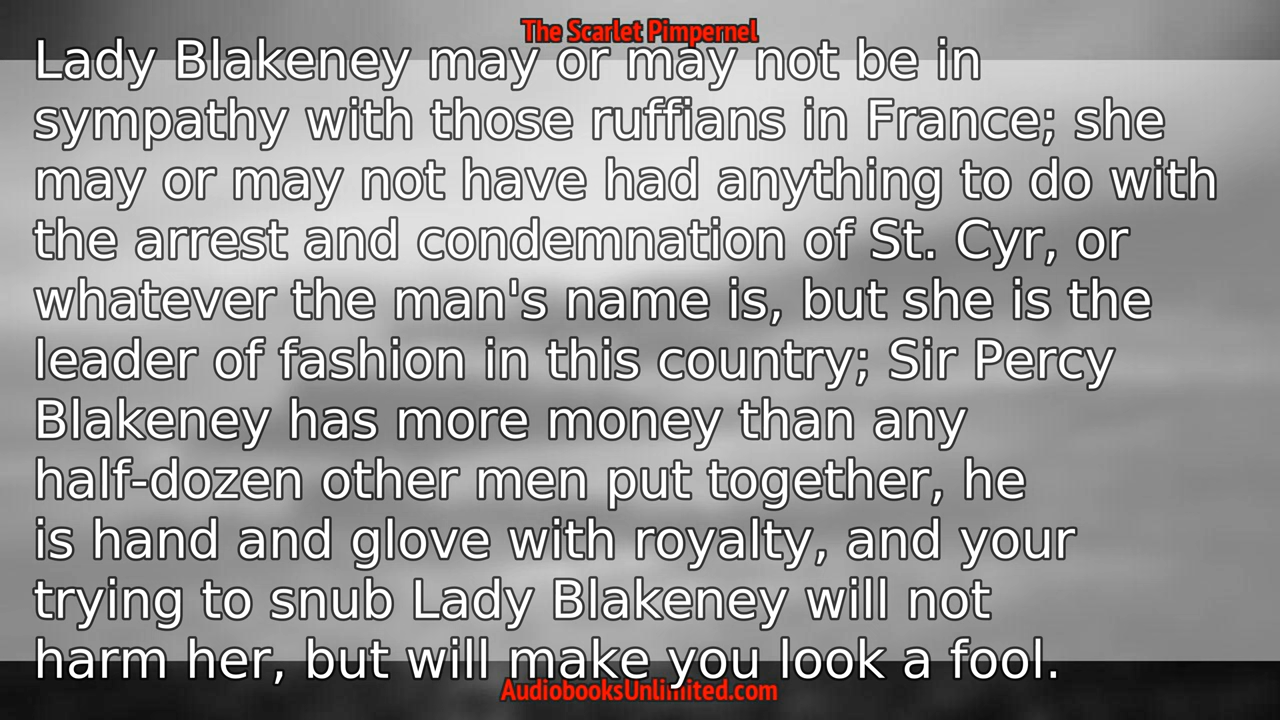 The Scarlet Pimpernel
Lady Blakeney may or may not be in
sympathy with those ruffians in France; she
may or may not have had anything to do with
the arrest and condemnation of St. Cyr, or
whatever the man's name is, but she is the
leader of fashion in this country; Sir Percy
Blakeney has more money than any
half-dozen other men put together, he
is hand and glove with royalty, and your
trying to snub Lady Blakeney will not
harm her, but will make you look a fool.
AudiobooksUnlimited.com